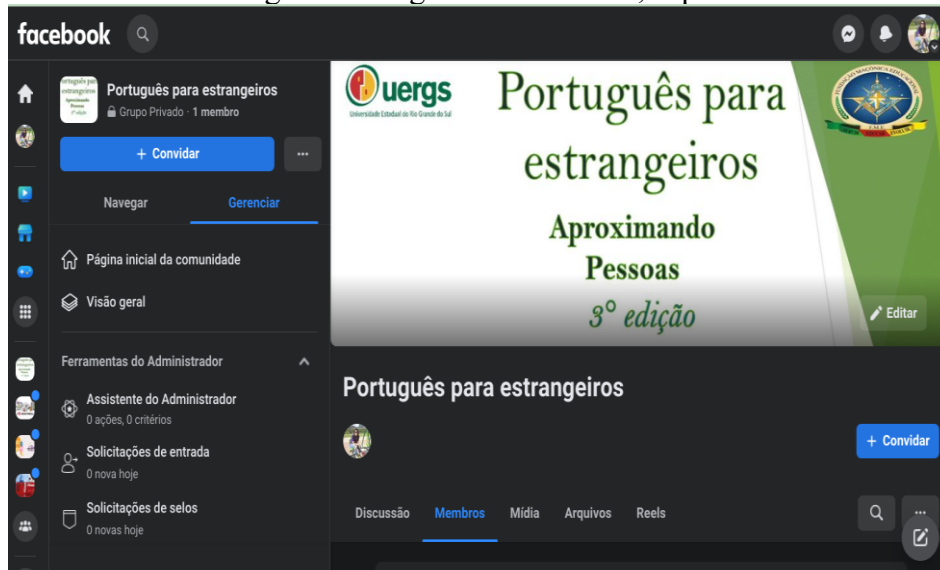 facebook
Português para estrangeiros
Grupo Privado · 1 membro
+ Convidar
Navegar
Gerenciar
Página inicial da comunidade
Visão geral
Ferramentas do Administrador
Assistente do Administrador
0 ações, 0 critérios
Solicitações de entrada
0 nova hoje
Solicitações de selos
0 novas hoje
uergs
Universidade Estadual do Rio Grande do Sul
Português para
estrangeiros
Aproximando
Pessoas
3° edição
Editar
Português para estrangeiros
+ Convidar
Discussão
Membros
Mídia
Arquivos
Reels